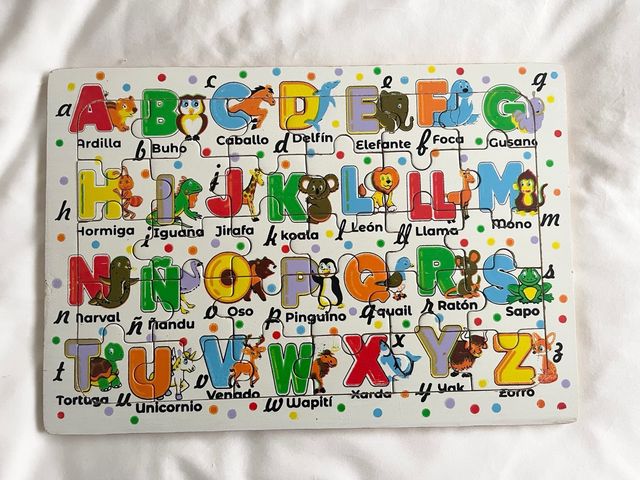 a A B c C D e E F G g
Ardilla b Buho Caballo d Delfín Elefante f Foca Gusano
H I j J K L LL M m
h Hormiga i Iguana Jirafa k koala l León ll Llama Mono
N Ñ O P Q R S s
n narval ñ Ñandu o Oso p Pinguino q quail r Ratón Sapo
t T U V W X x Y Z z
Tortuga u Unicornio v Venado w Wapití Xarda y Yak Zorro